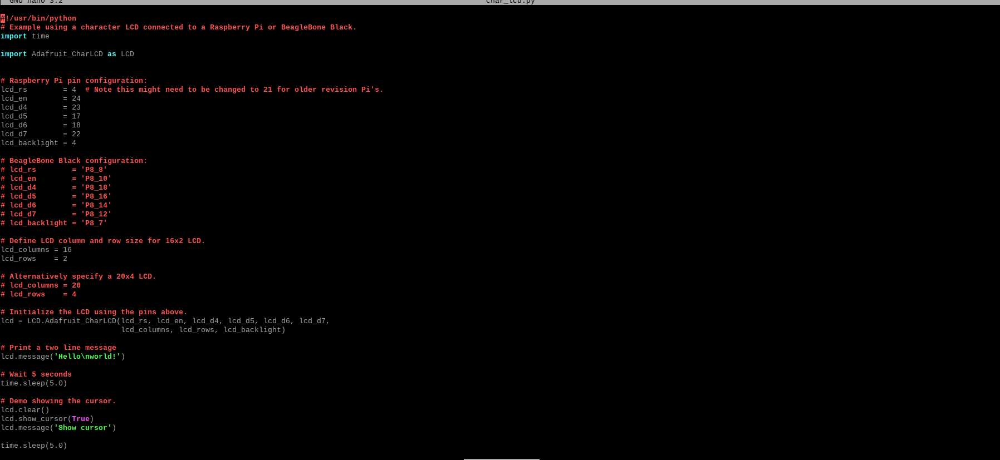 GNU nano 3.2 char_lcd.py
#!/usr/bin/python
# Example using a character LCD connected to a Raspberry Pi or BeagleBone Black.
import time
import Adafruit_CharLCD as LCD
# Raspberry Pi pin configuration:
lcd_rs        = 4  # Note this might need to be changed to 21 for older revision Pi's.
lcd_en        = 24
lcd_d4        = 23
lcd_d5        = 17
lcd_d6        = 18
lcd_d7        = 22
lcd_backlight = 4
# BeagleBone Black configuration:
# lcd_rs        = 'P8_8'
# lcd_en        = 'P8_10'
# lcd_d4        = 'P8_18'
# lcd_d5        = 'P8_16'
# lcd_d6        = 'P8_14'
# lcd_d7        = 'P8_12'
# lcd_backlight = 'P8_7'
# Define LCD column and row size for 16x2 LCD.
lcd_columns = 16
lcd_rows    = 2
# Alternatively specify a 20x4 LCD.
# lcd_columns = 20
# lcd_rows    = 4
# Initialize the LCD using the pins above.
lcd = LCD.Adafruit_CharLCD(lcd_rs, lcd_en, lcd_d4, lcd_d5, lcd_d6, lcd_d7,
                           lcd_columns, lcd_rows, lcd_backlight)
# Print a two line message
lcd.message('Hello\nworld!')
# Wait 5 seconds
time.sleep(5.0)
# Demo showing the cursor.
lcd.clear()
lcd.show_cursor(True)
lcd.message('Show cursor')
time.sleep(5.0)